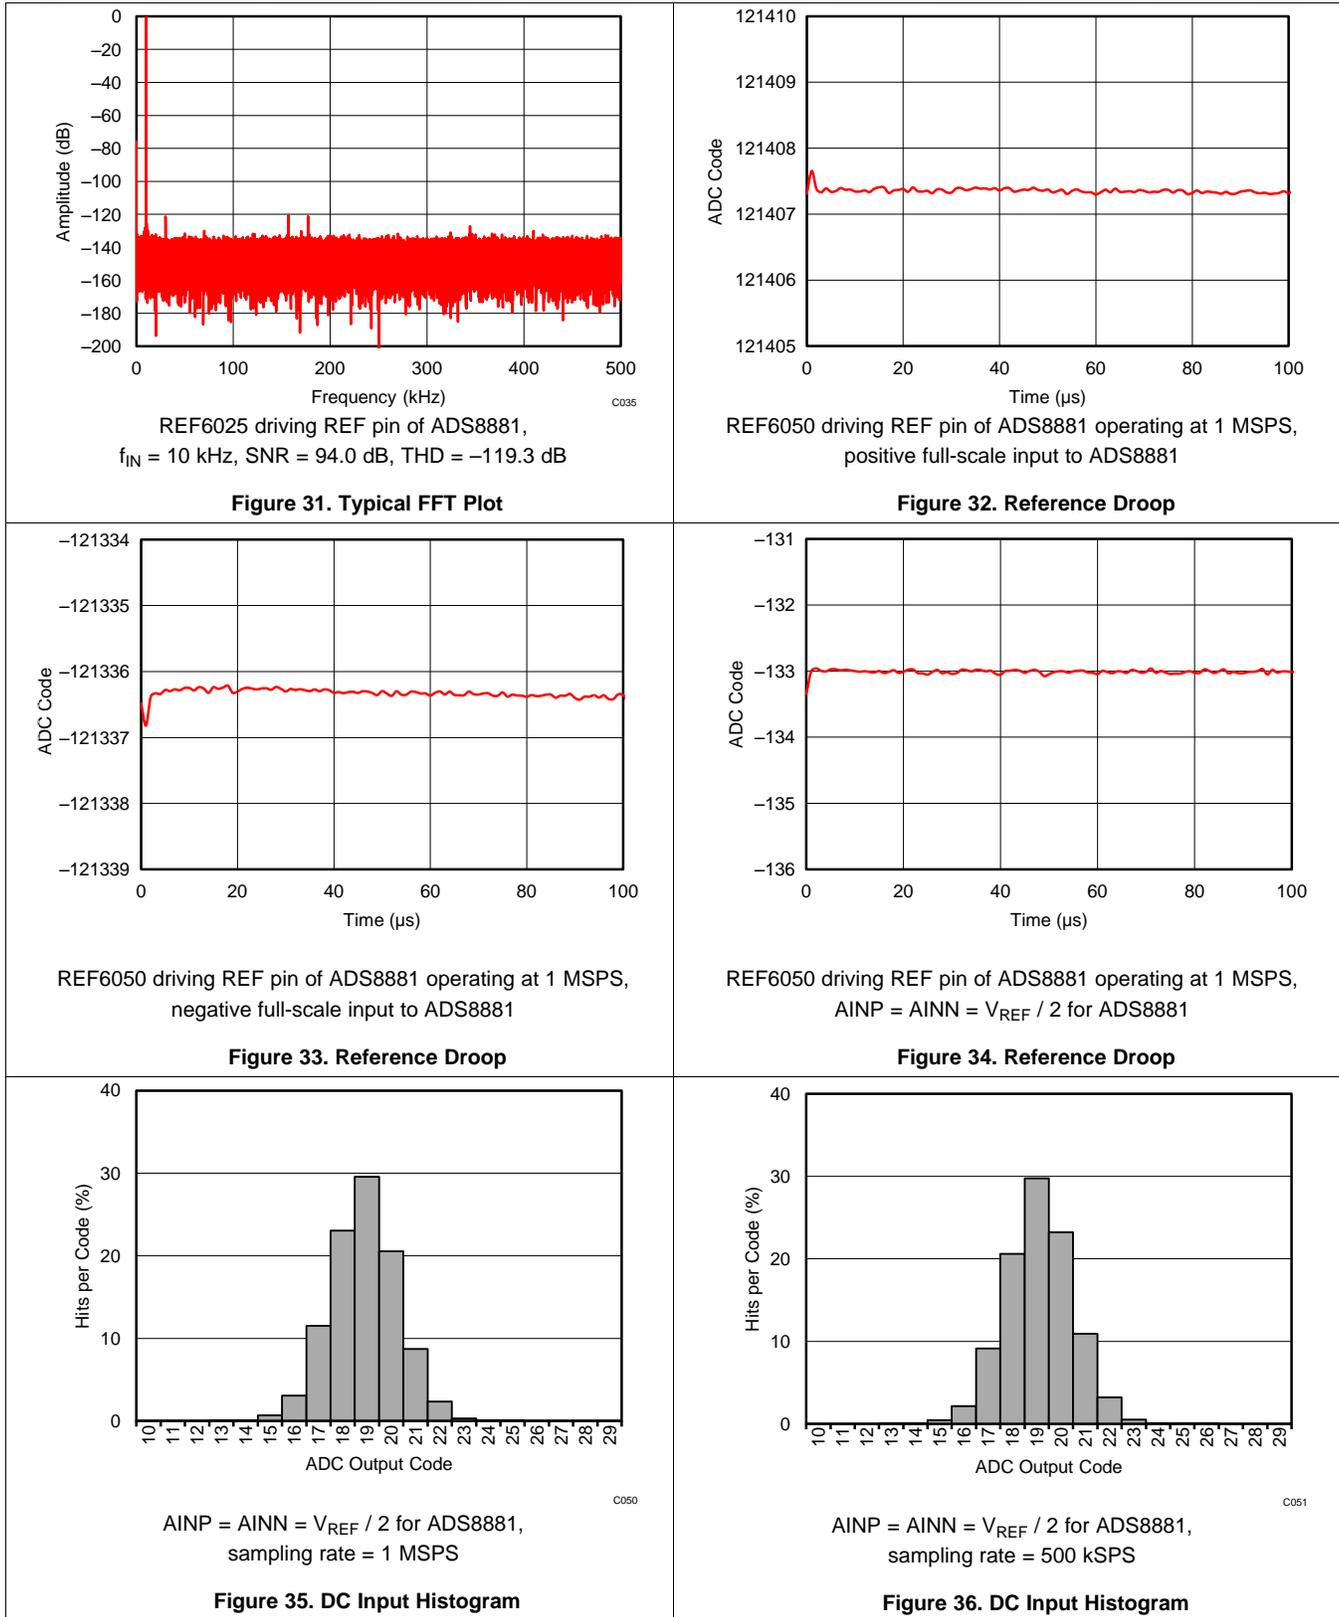 0
–20
–40
–60
–80
–100
–120
–140
–160
–180
–200
Amplitude (dB)
0 100 200 300 400 500
Frequency (kHz)
C035
REF6025 driving REF pin of ADS8881,
fIN = 10 kHz, SNR = 94.0 dB, THD = –119.3 dB
Figure 31. Typical FFT Plot
121410
121409
121408
121407
121406
121405
ADC Code
0 20 40 60 80 100
Time (µs)
REF6050 driving REF pin of ADS8881 operating at 1 MSPS,
positive full-scale input to ADS8881
Figure 32. Reference Droop
–121334
–121335
–121336
–121337
–121338
–121339
ADC Code
0 20 40 60 80 100
Time (µs)
REF6050 driving REF pin of ADS8881 operating at 1 MSPS,
negative full-scale input to ADS8881
Figure 33. Reference Droop
–131
–132
–133
–134
–135
–136
ADC Code
0 20 40 60 80 100
Time (µs)
REF6050 driving REF pin of ADS8881 operating at 1 MSPS,
AINP = AINN = VREF / 2 for ADS8881
Figure 34. Reference Droop
40
30
20
10
0
Hits per Code (%)
10 11 12 13 14 15 16 17 18 19 20 21 22 23 24 25 26 27 28 29
ADC Output Code
C050
AINP = AINN = VREF / 2 for ADS8881,
sampling rate = 1 MSPS
Figure 35. DC Input Histogram
40
30
20
10
0
Hits per Code (%)
10 11 12 13 14 15 16 17 18 19 20 21 22 23 24 25 26 27 28 29
ADC Output Code
C051
AINP = AINN = VREF / 2 for ADS8881,
sampling rate = 500 kSPS
Figure 36. DC Input Histogram